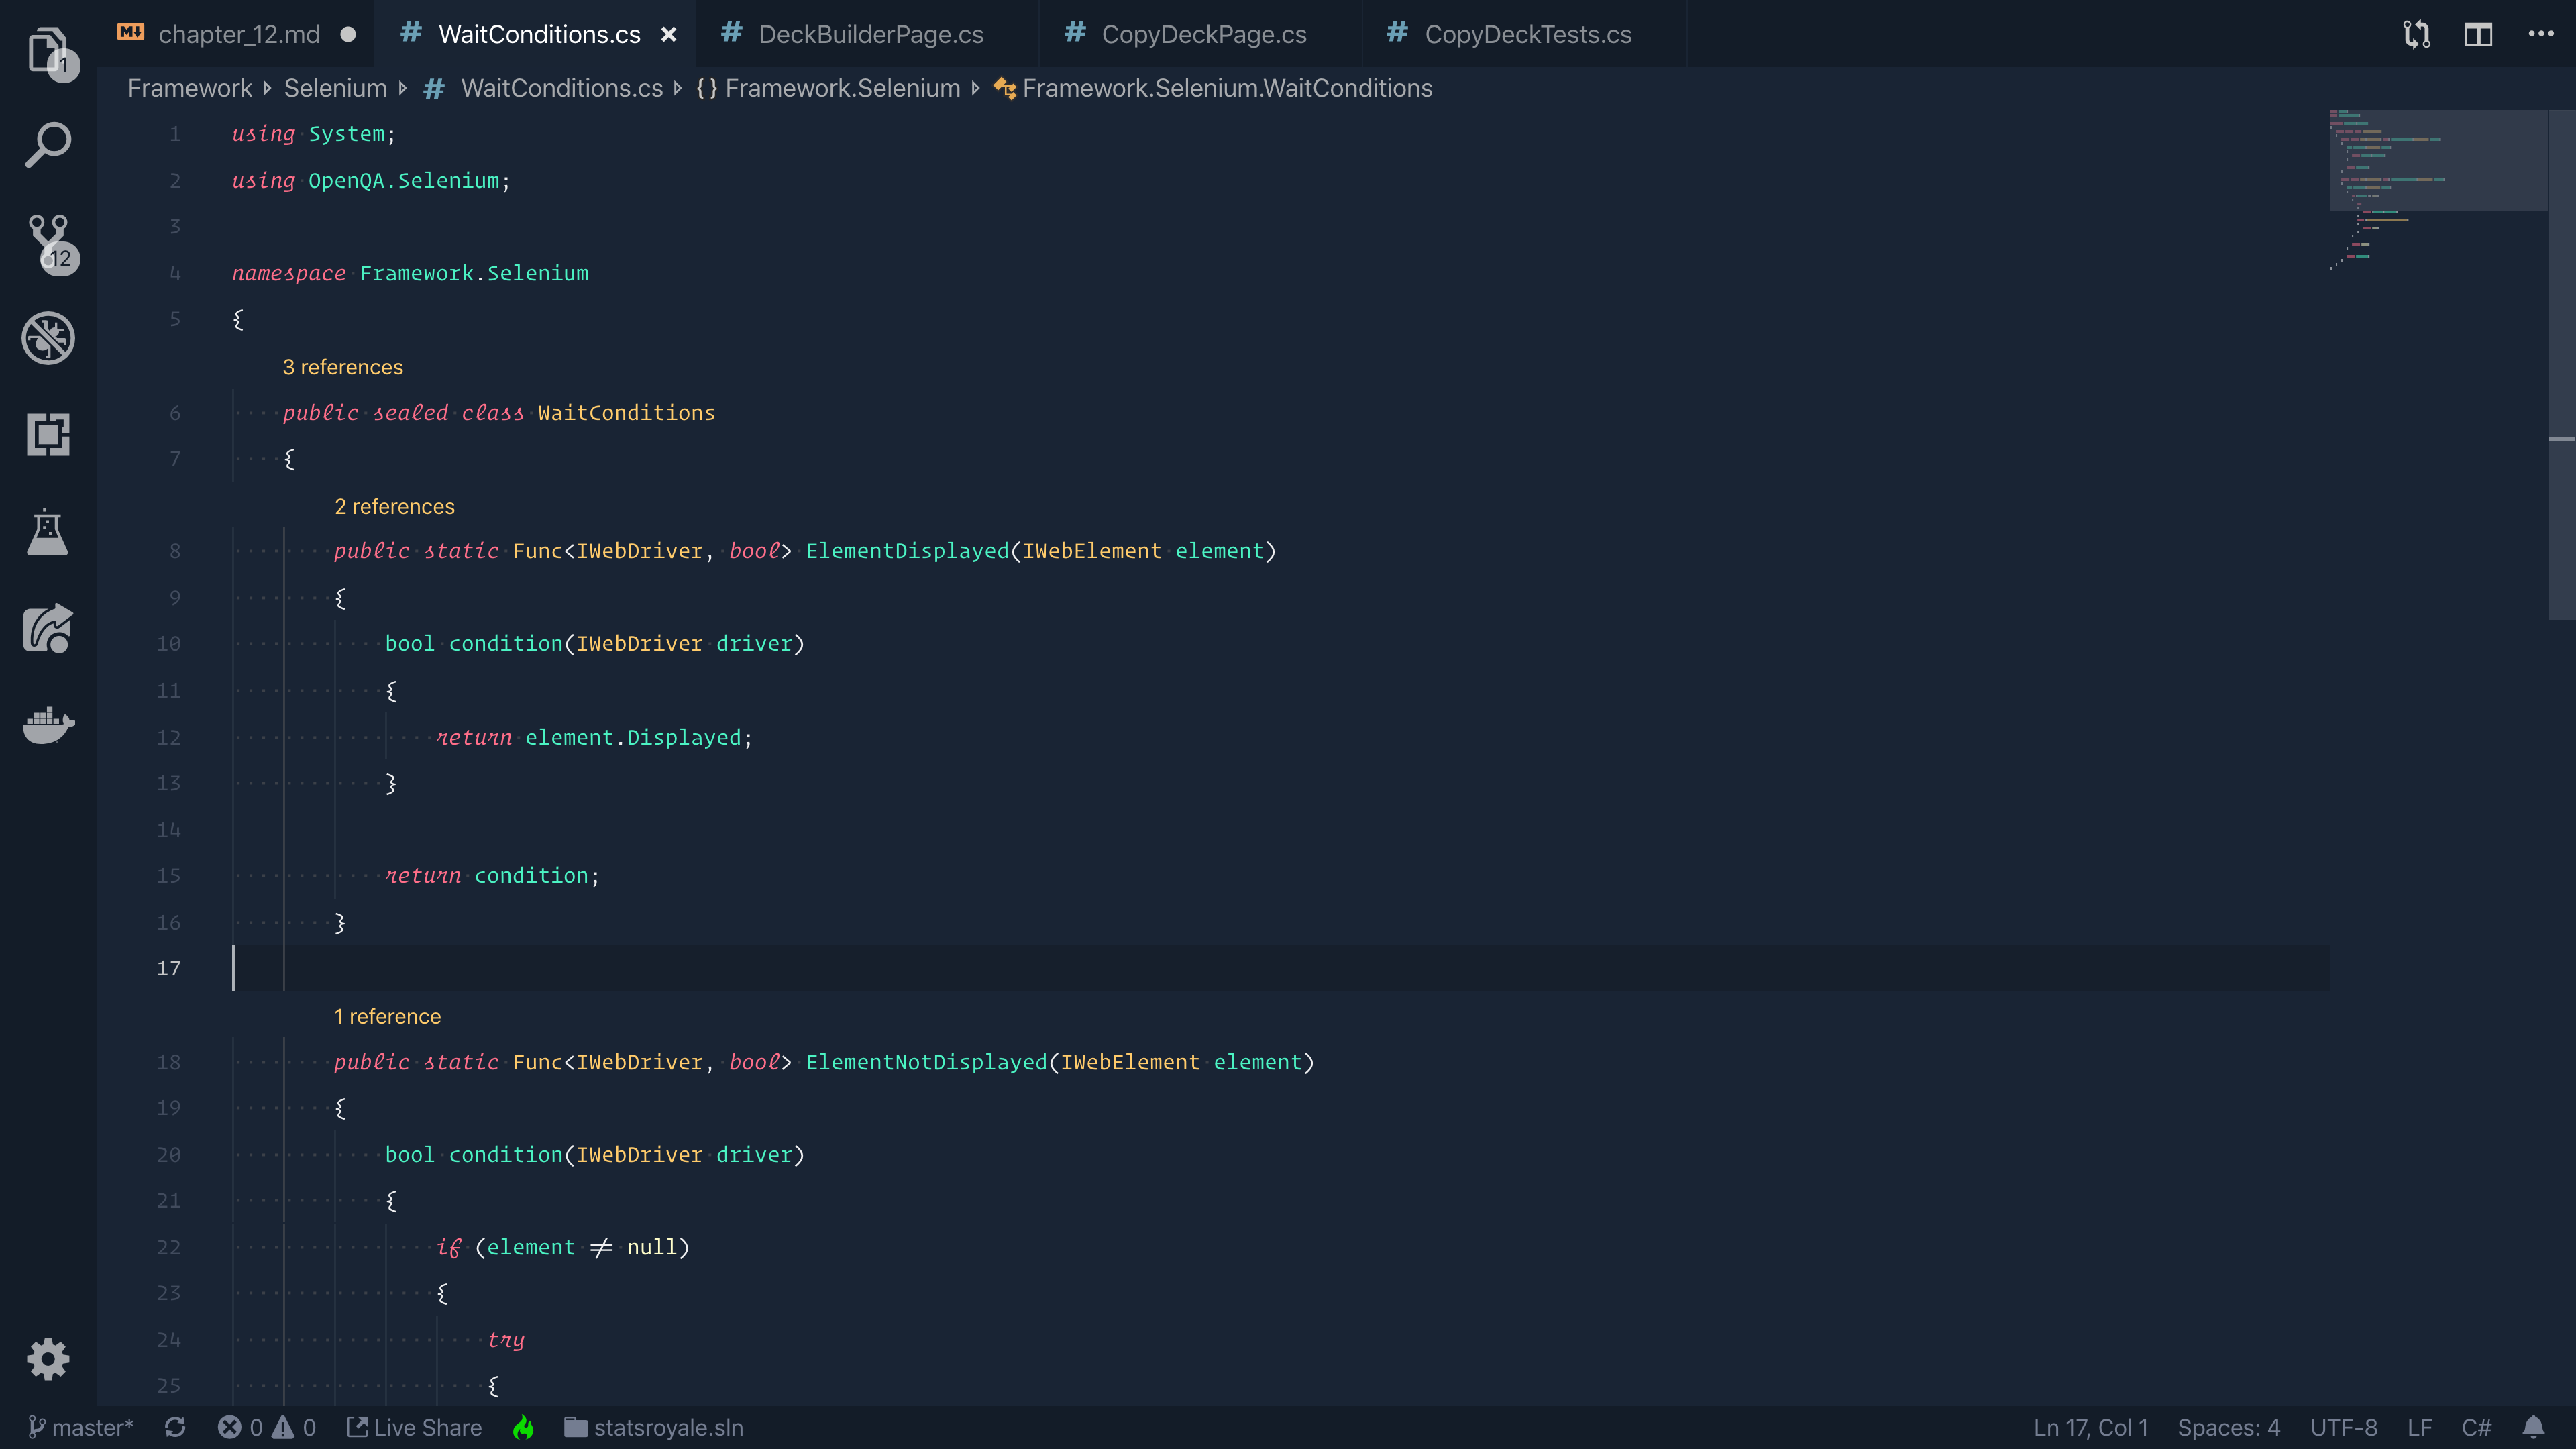 1
12
chapter_12.md
# WaitConditions.cs
# DeckBuilderPage.cs
# CopyDeckPage.cs
# CopyDeckTests.cs
Framework Selenium # WaitConditions.cs {} Framework.Selenium Framework.Selenium.WaitConditions
1 using System;
2 using OpenQA.Selenium;
3
4 namespace Framework.Selenium
5 {
3 references
6 public sealed class WaitConditions
7 {
2 references
8 public static Func<IWebDriver, bool> ElementDisplayed(IWebElement element)
9 {
10 bool condition(IWebDriver driver)
11 {
12 return element.Displayed;
13 }
14
15 return condition;
16 }
17
1 reference
18 public static Func<IWebDriver, bool> ElementNotDisplayed(IWebElement element)
19 {
20 bool condition(IWebDriver driver)
21 {
22 if (element ≠ null)
23 {
24 try
25 {
master* 0 0 Live Share statsroyale.sln Ln 17, Col 1 Spaces: 4 UTF-8 LF C#